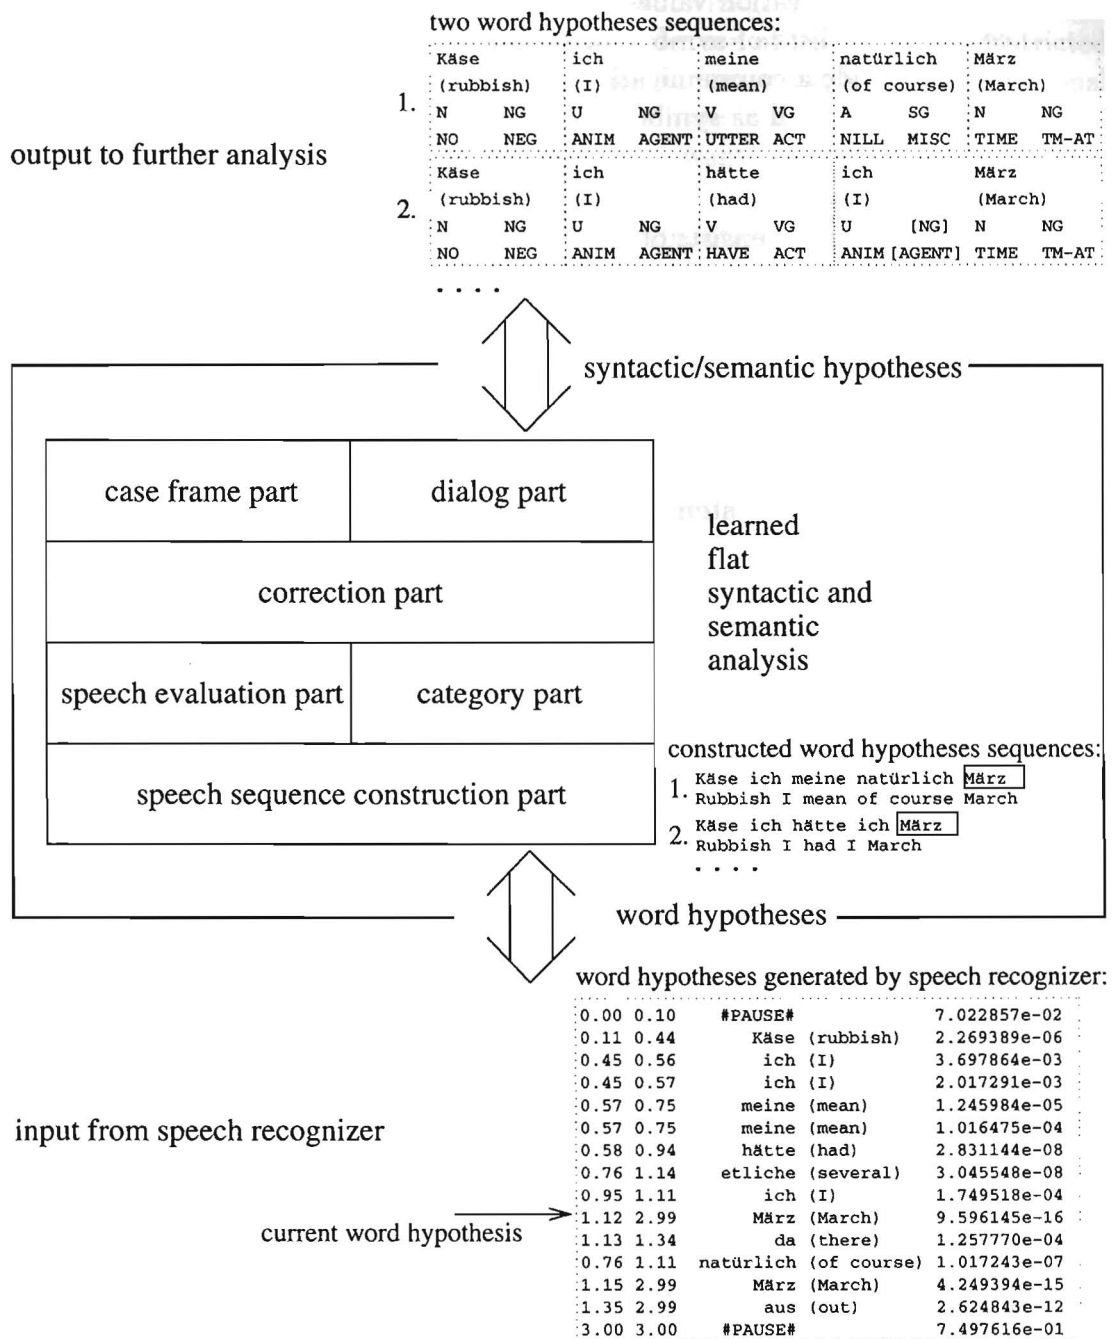 two word hypotheses sequences:
Käse ich meine natürlich März
(rubbish) (I) (mean) (of course) (March)
1. N NG U NG V VG A SG N NG
NO NEG ANIM AGENT UTTER ACT NILL MISC TIME TM-AT
output to further analysis
Käse ich hätte ich März
(rubbish) (I) (had) (I) (March)
2. N NG U NG V VG U [NG] N NG
NO NEG ANIM AGENT HAVE ACT ANIM [AGENT] TIME TM-AT
. . . .
syntactic/semantic hypotheses
case frame part dialog part
correction part
speech evaluation part category part
speech sequence construction part
learned
flat
syntactic and
semantic
analysis
constructed word hypotheses sequences:
1. Käse ich meine natürlich März
Rubbish I mean of course March
2. Käse ich hätte ich März
Rubbish I had I March
. . . .
word hypotheses
word hypotheses generated by speech recognizer:
0.00 0.10 #PAUSE# 7.022857e-02
0.11 0.44 Käse (rubbish) 2.269389e-06
0.45 0.56 ich (I) 3.697864e-03
0.45 0.57 ich (I) 2.017291e-03
0.57 0.75 meine (mean) 1.245984e-05
0.57 0.75 meine (mean) 1.016475e-04
0.58 0.94 hätte (had) 2.831144e-08
0.76 1.14 etliche (several) 3.045548e-08
0.95 1.11 ich (I) 1.749518e-04
1.12 2.99 März (March) 9.596145e-16
1.13 1.34 da (there) 1.257770e-04
0.76 1.11 natürlich (of course) 1.017243e-07
1.15 2.99 März (March) 4.249394e-15
1.35 2.99 aus (out) 2.624843e-12
3.00 3.00 #PAUSE# 7.497616e-01
input from speech recognizer
current word hypothesis